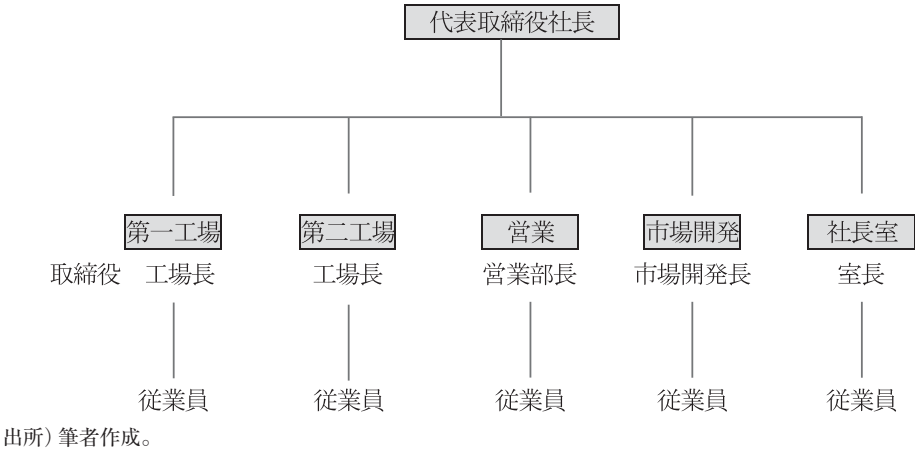 代表取締役社長
第一工場 第二工場 営業 市場開発 社長室
取締役 工場長 工場長 営業部長 市場開発長 室長
従業員 従業員 従業員 従業員 従業員
出所）筆者作成。